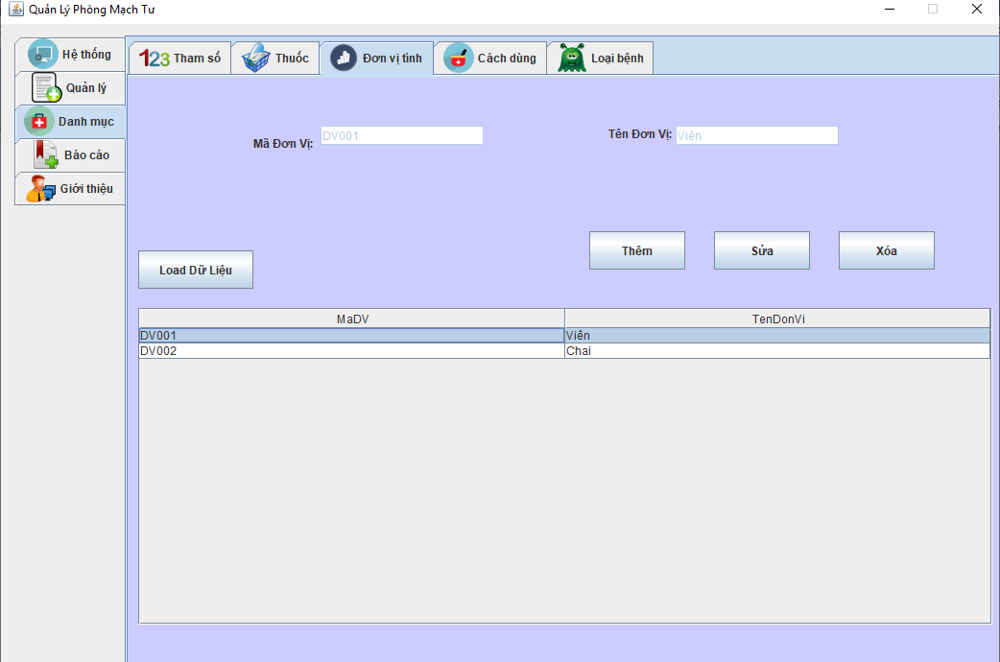 Quản Lý Phòng Mạch Tư
Hệ thống
Quản lý
Danh mục
Báo cáo
Giới thiệu
123 Tham số
Thuốc
Đơn vị tính
Cách dùng
Loại bệnh
Mã Đơn Vị: DV001
Tên Đơn Vị: Viên
Thêm
Sửa
Xóa
Load Dữ Liệu
MaDV TenDonVi
DV001 Viên
DV002 Chai